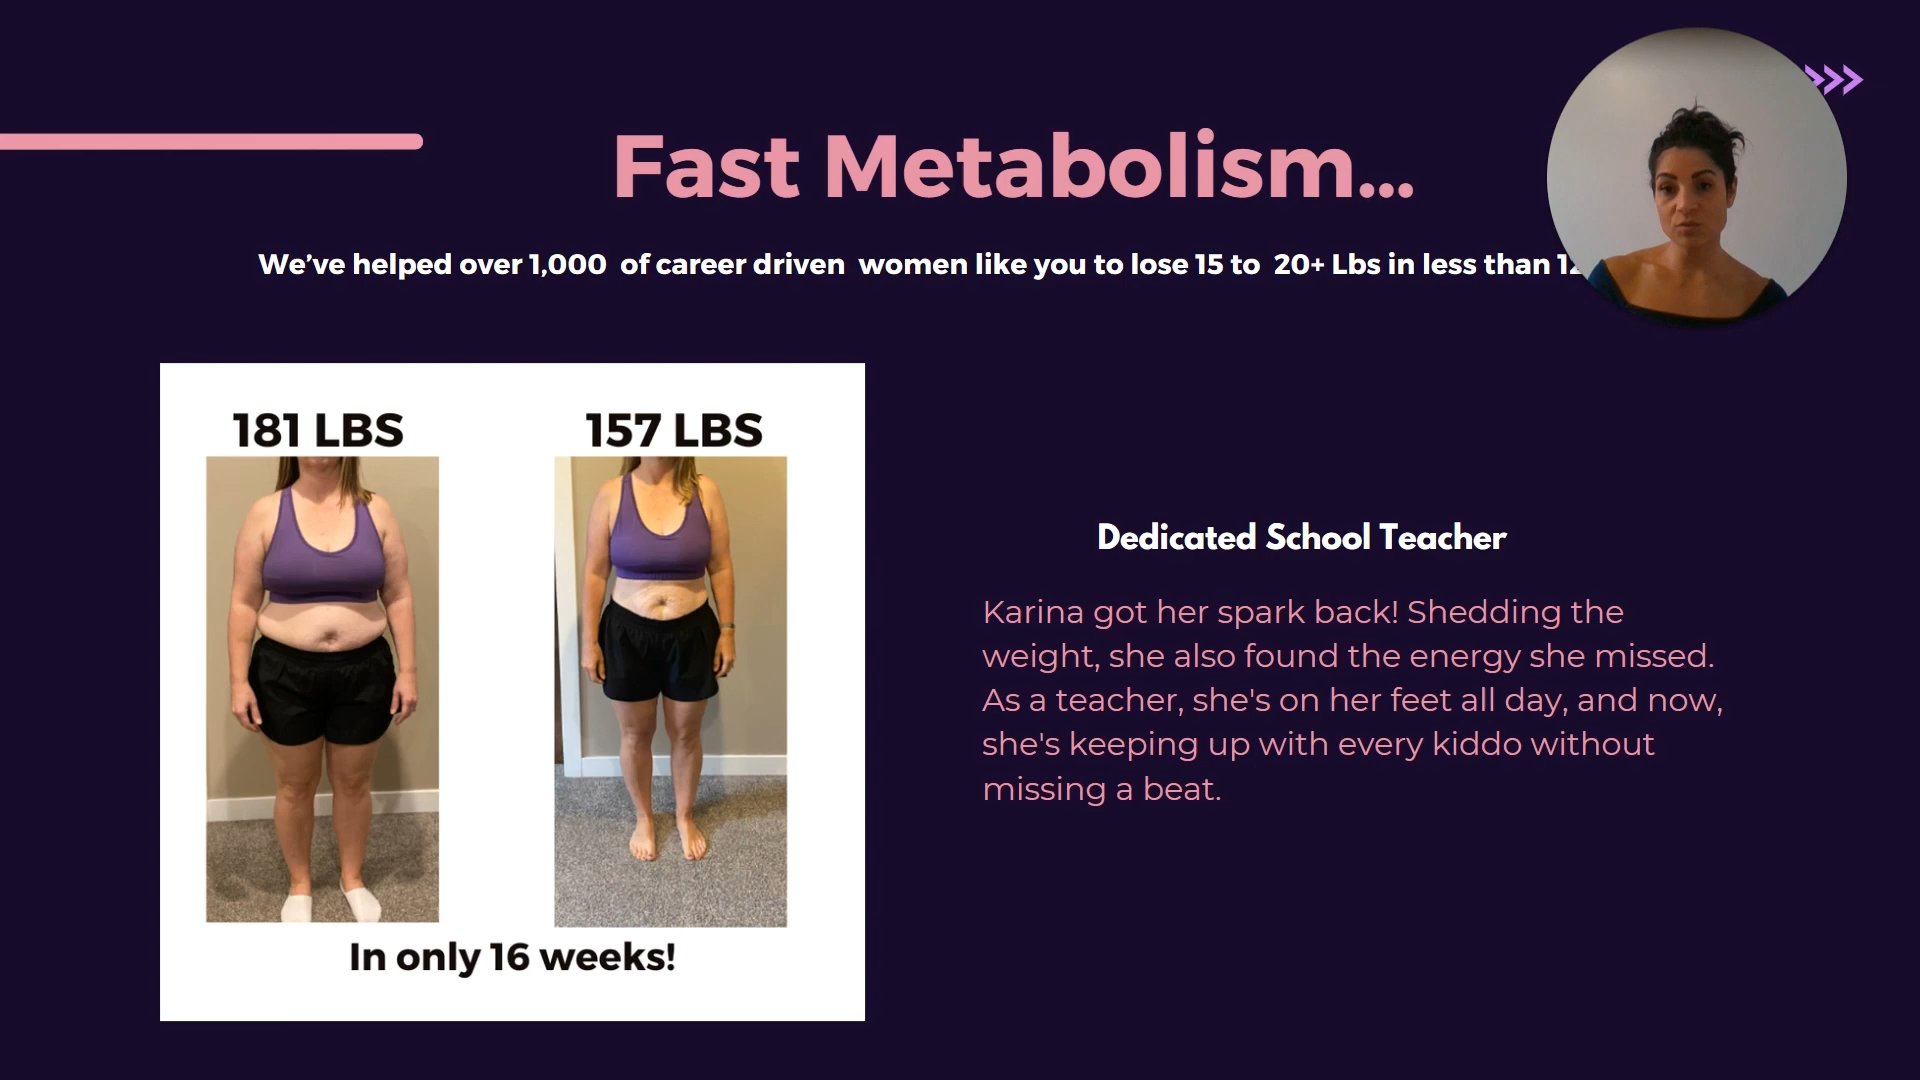 Fast Metabolism...
We've helped over 1,000 of career driven women like you to lose 15 to 20+ Lbs in less than
181 LBS
157 LBS
In only 16 weeks!
Dedicated School Teacher
Karina got her spark back! Shedding the
weight, she also found the energy she missed.
As a teacher, she's on her feet all day, and now,
she's keeping up with every kiddo without
missing a beat.